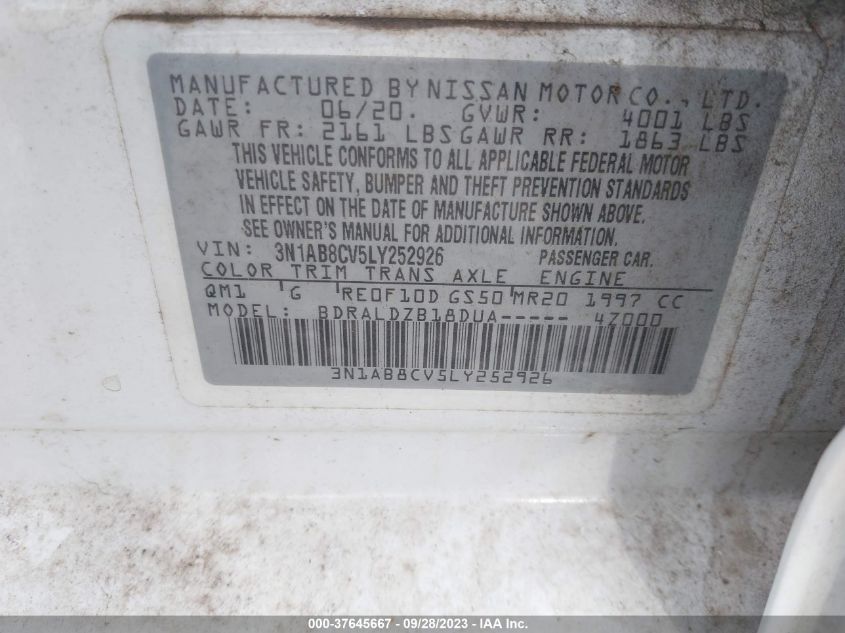 MANUFACTURED BY NISSAN MOTOR CO., LTD.
DATE: 06/20. GVWR: 4001 LBS
GAWR FR: 2161 LBS GAWR RR: 1863 LBS
THIS VEHICLE CONFORMS TO ALL APPLICABLE FEDERAL MOTOR
VEHICLE SAFETY, BUMPER AND THEFT PREVENTION STANDARDS
IN EFFECT ON THE DATE OF MANUFACTURE SHOWN ABOVE.
SEE OWNER'S MANUAL FOR ADDITIONAL INFORMATION.
VIN: 3N1AB8CV5LY252926 PASSENGER CAR.
COLOR TRIM TRANS AXLE ENGINE
QM1 G RE0F10D GS50 MR20 1997 CC
MODEL: BDRALDZB18DUA----- 4Z000
3N1AB8CV5LY252926
000-37645667 - 09/28/2023 - IAA Inc.